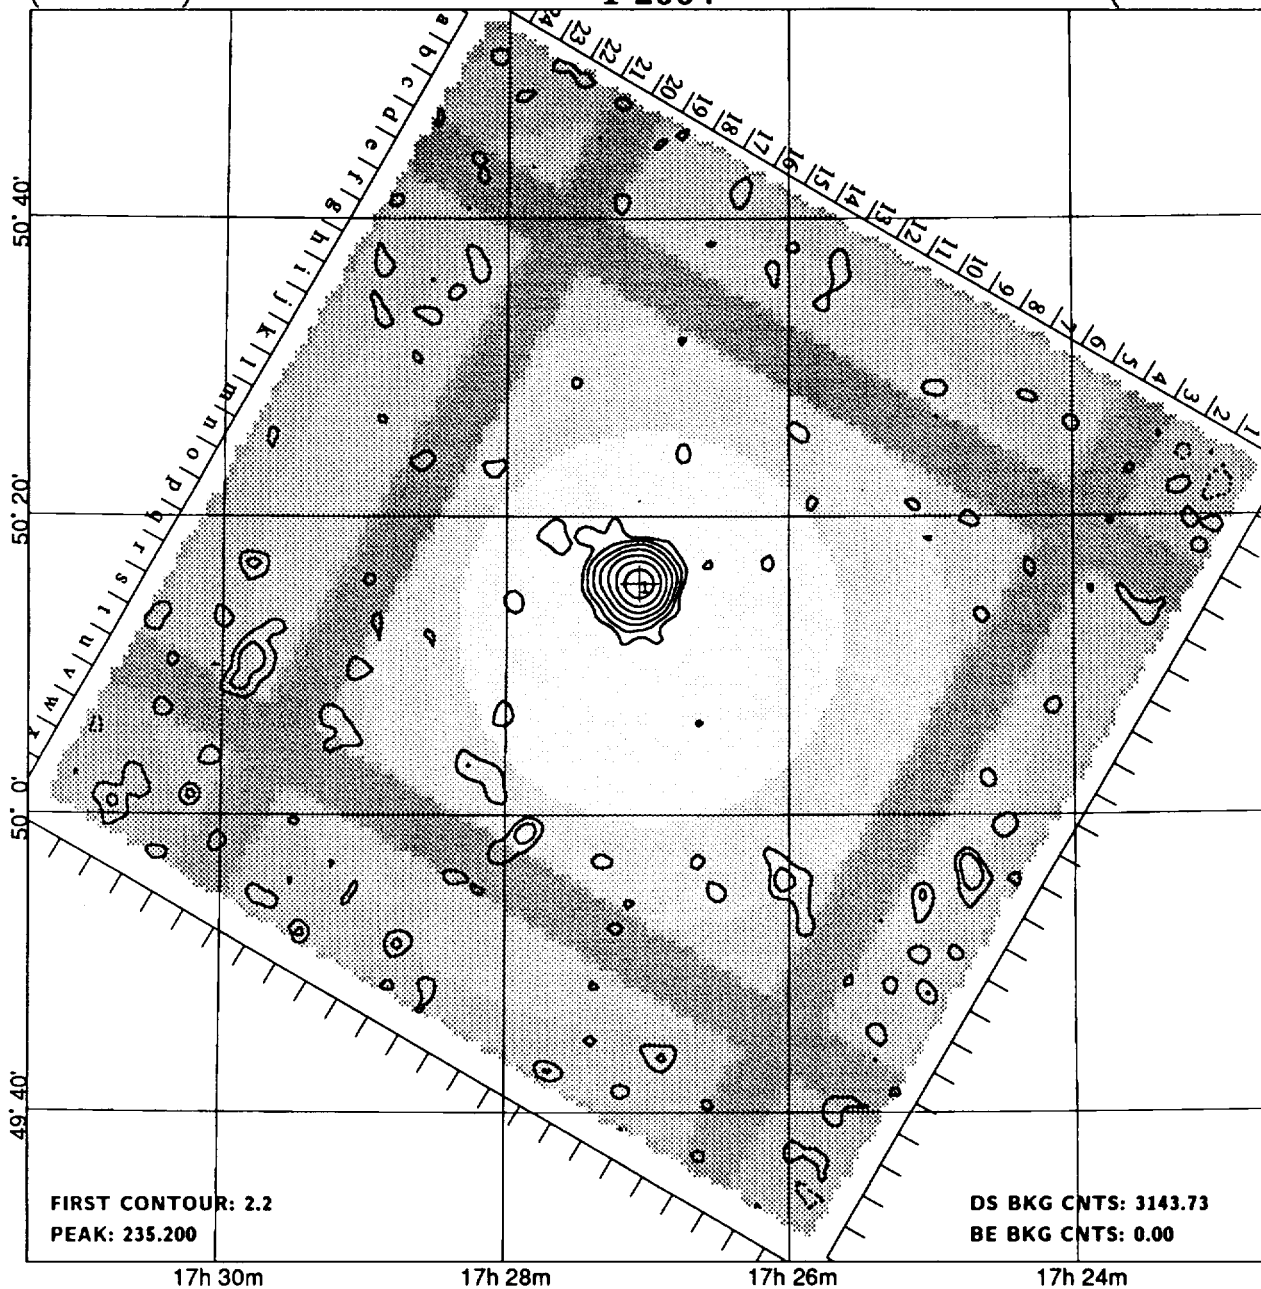 a b c d e f g h i j k l m n o p q r s t u v w x
24 23 22 21 20 19 18 17 16 15 14 13 12 11 10 9 8 7 6 5 4 3 2 1
50° 40'
50° 20'
50° 0'
49° 40'
1
FIRST CONTOUR: 2.2
PEAK: 235.200
DS BKG CNTS: 3143.73
BE BKG CNTS: 0.00
17h 30m 17h 28m 17h 26m 17h 24m